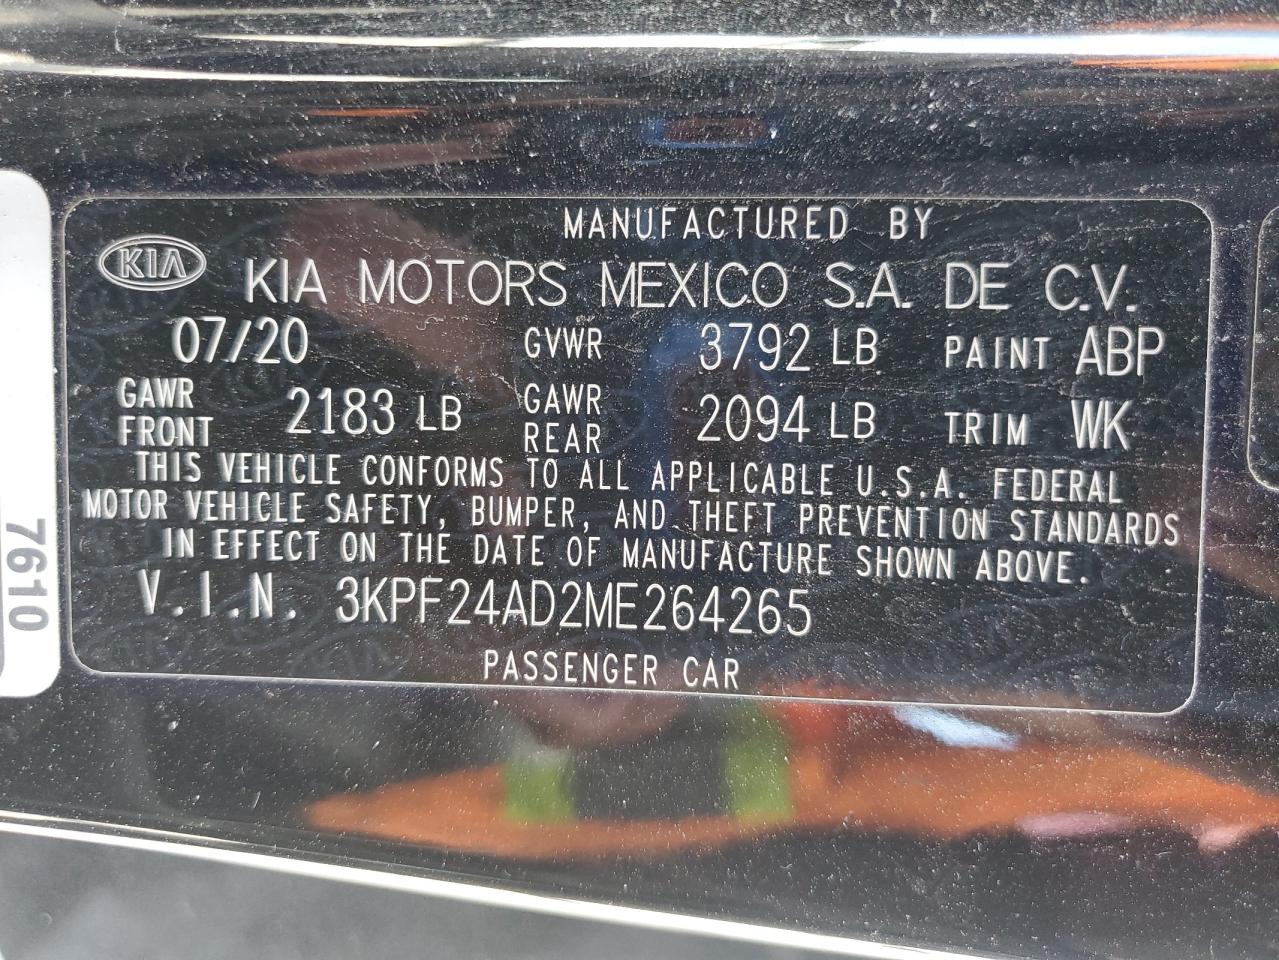 MANUFACTURED BY
KIA KIA MOTORS MEXICO S.A. DE C.V.
07/20 GVWR 3792 LB PAINT ABP
GAWR FRONT 2183 LB GAWR REAR 2094 LB TRIM WK
THIS VEHICLE CONFORMS TO ALL APPLICABLE U.S.A. FEDERAL
MOTOR VEHICLE SAFETY, BUMPER, AND THEFT PREVENTION STANDARDS
IN EFFECT ON THE DATE OF MANUFACTURE SHOWN ABOVE.
V.I.N. 3KPF24AD2ME264265
PASSENGER CAR
7610